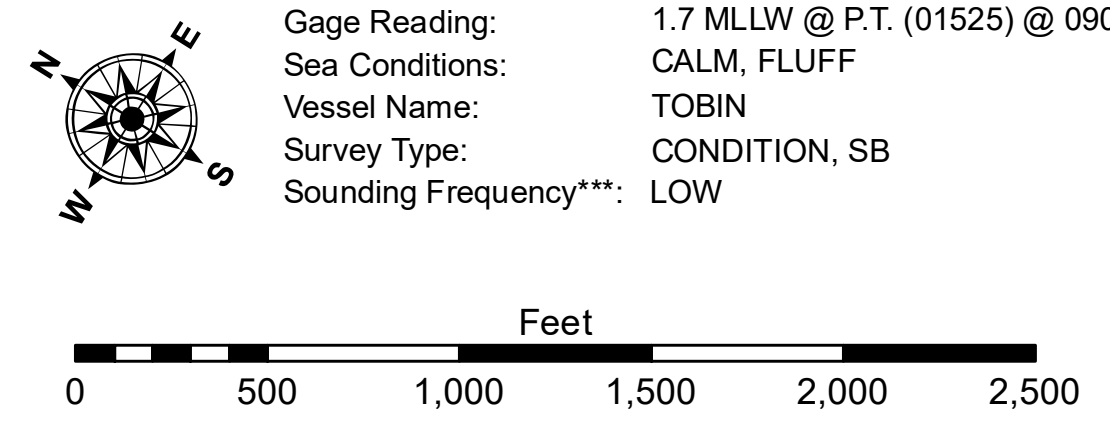 N
E
S
W
Gage Reading: 1.7 MLLW @ P.T. (01525) @ 090
Sea Conditions: CALM, FLUFF
Vessel Name: TOBIN
Survey Type: CONDITION, SB
Sounding Frequency***: LOW
Feet
0 500 1,000 1,500 2,000 2,500